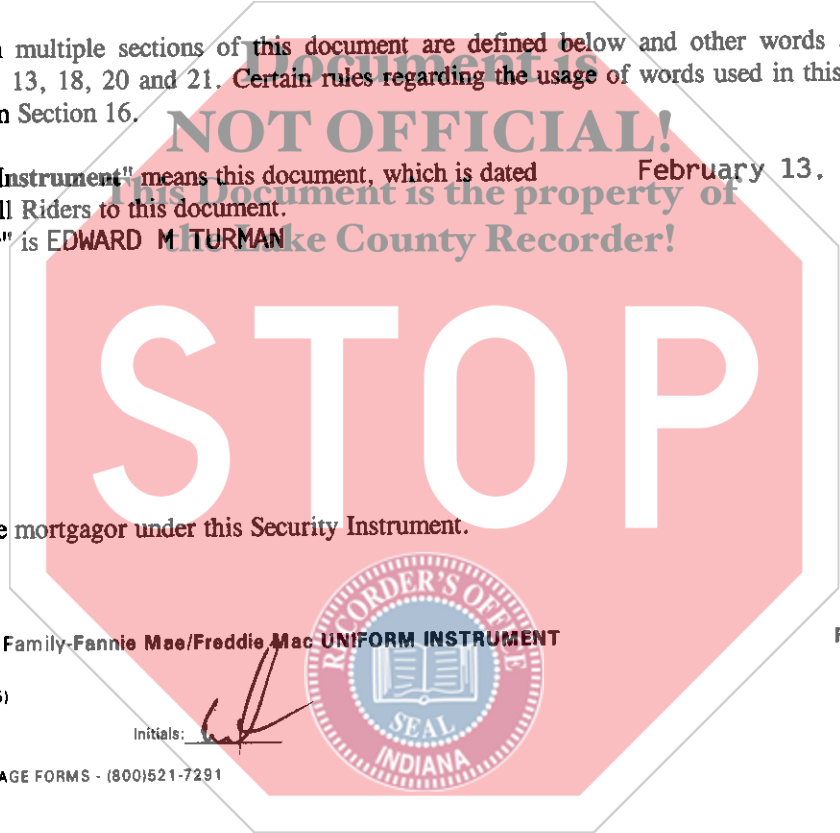 multiple sections of this document are defined below and other words
Document is
13, 18, 20 and 21. Certain rules regarding the usage of words used in this
n Section 16.
NOT OFFICIAL!
Instrument" means this document, which is dated February 13,
This Document is the property of
ll Riders to this document.
" is EDWARD M TURMAN
the Lake County Recorder!
STOP
e mortgagor under this Security Instrument.
RECORDER'S OFFICE
Family-Fannie Mae/Freddie Mac UNIFORM INSTRUMENT
Initials:
SEAL
INDIANA
AGE FORMS - (800)521-7291